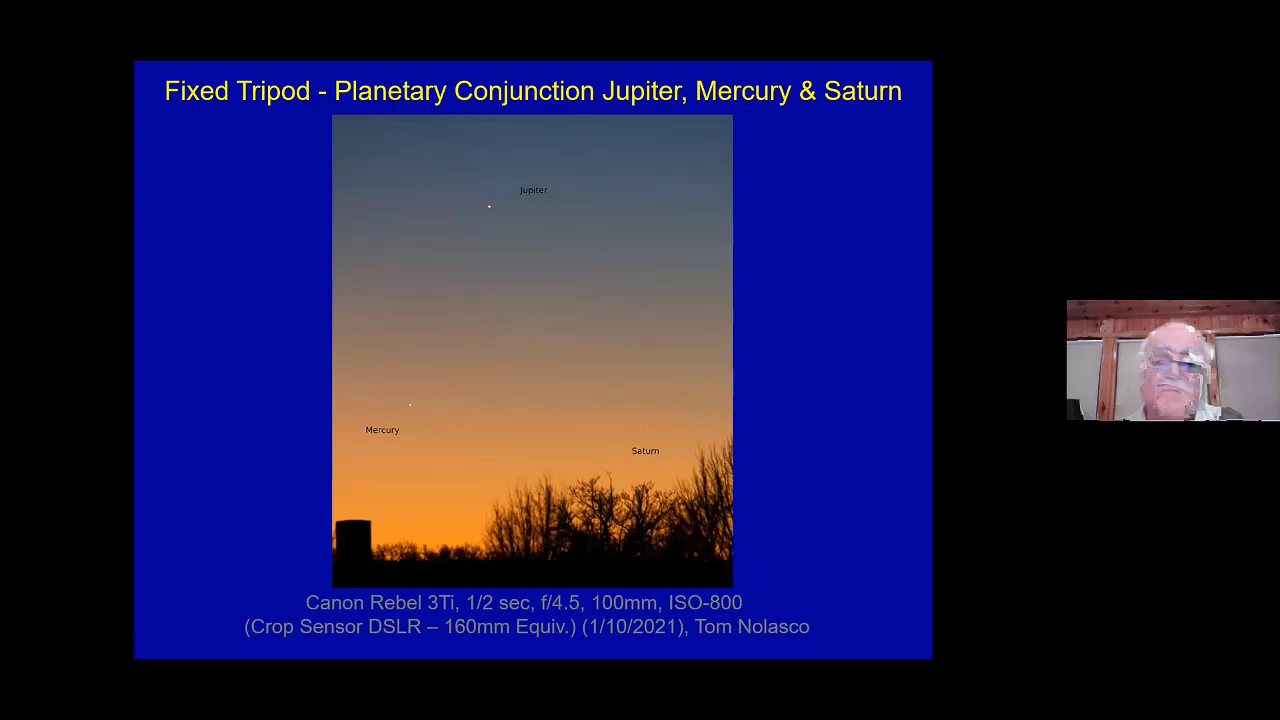 Fixed Tripod - Planetary Conjunction Jupiter, Mercury & Saturn
Jupiter
Mercury
Saturn
Canon Rebel 3Ti, 1/2 sec, f/4.5, 100mm, ISO-800
(Crop Sensor DSLR – 160mm Equiv.) (1/10/2021), Tom Nolasco